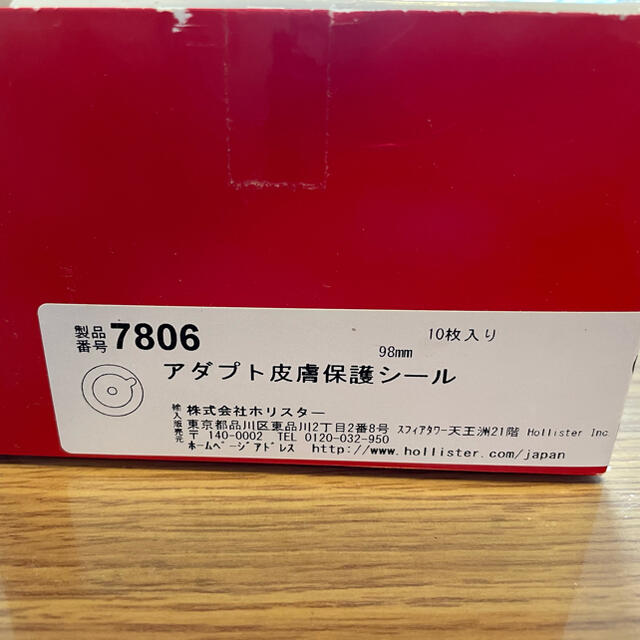 製品番号 7806 10枚入り
98mm
アダプト皮膚保護シール
輸入販売元
株式会社ホリスター
東京都品川区東品川2丁目2番8号 スフィアタワー天王洲21階 Hollister Inc
〒140-0002 TEL 0120-032-950
ホームページアドレス http://www.hollister.com/japan